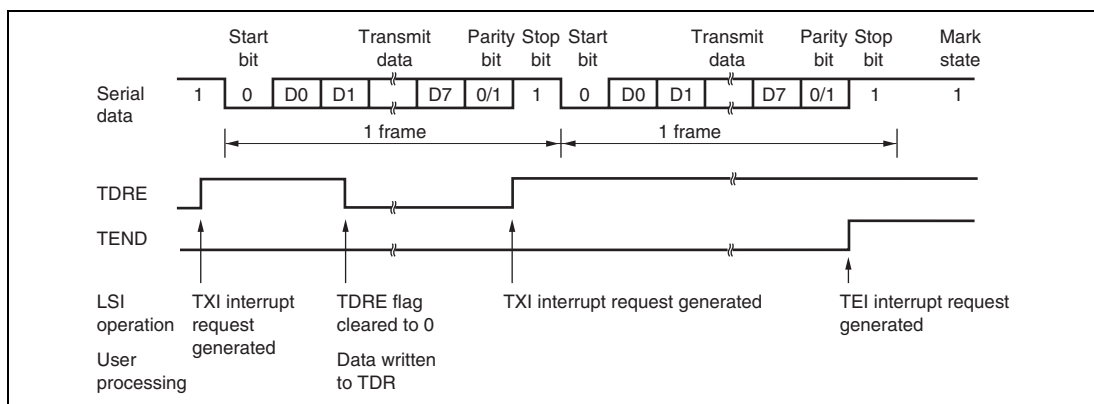 Start bit Transmit data Parity bit Stop bit Start bit Transmit data Parity bit Stop bit Mark state
Serial data 1 0 D0 D1 D7 0/1 1 0 D0 D1 D7 0/1 1 1
1 frame 1 frame
TDRE
TEND
LSI operation
TXI interrupt request generated
TDRE flag cleared to 0
TXI interrupt request generated
TEI interrupt request generated
User processing
Data written to TDR